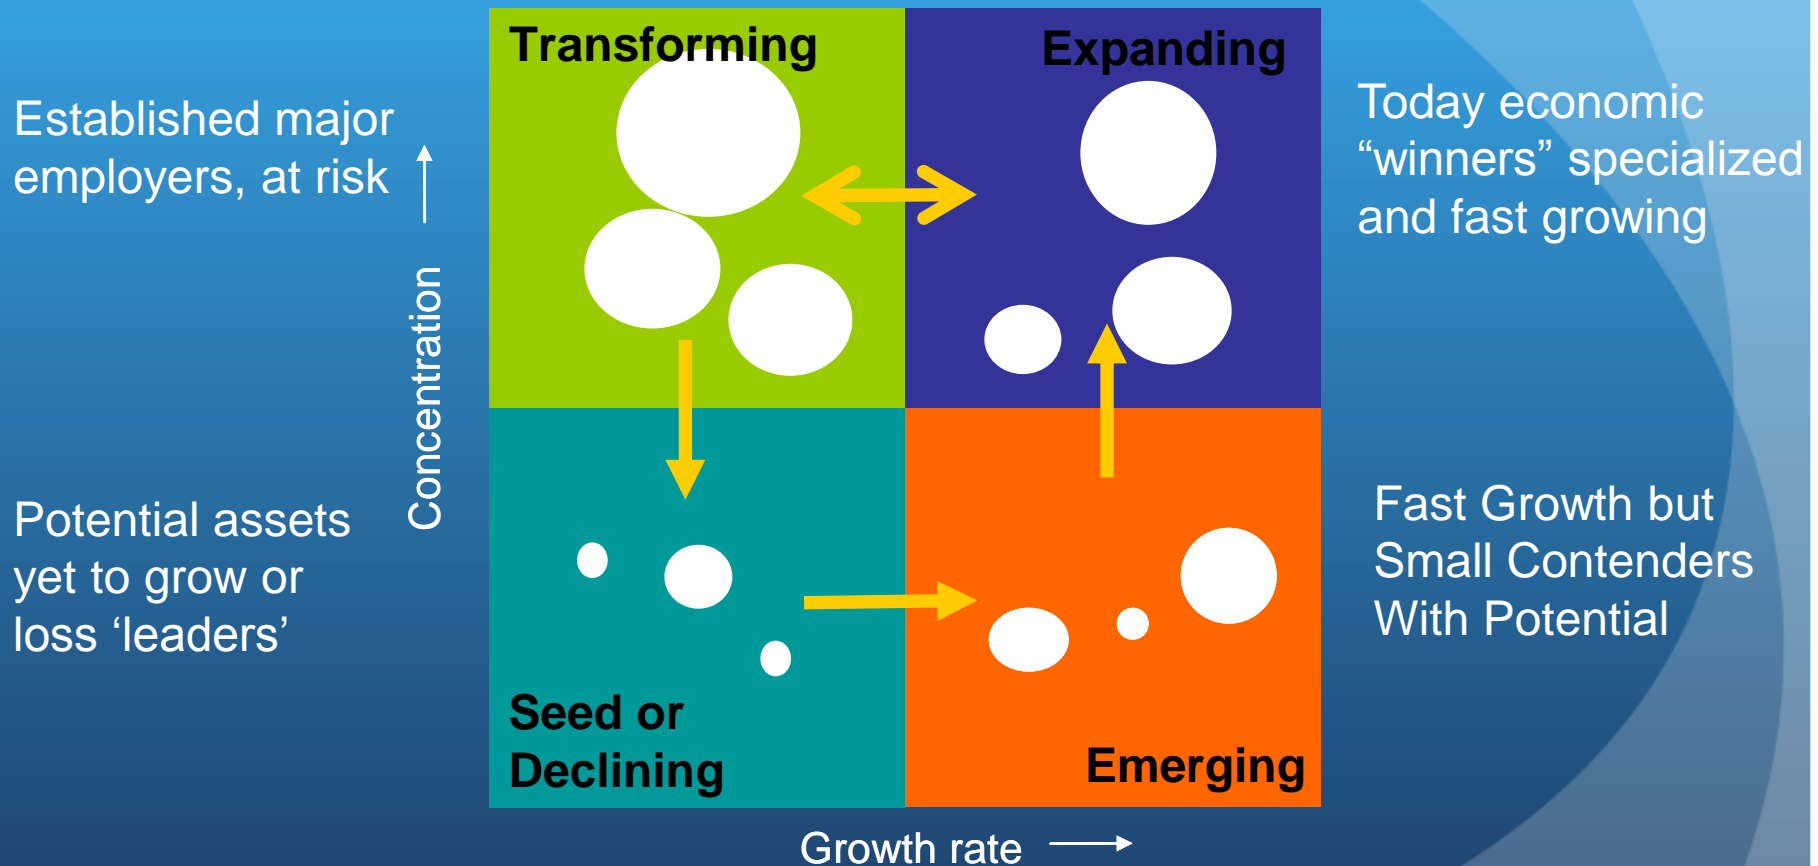 Transforming
Expanding
Established major
employers, at risk
Today economic
“winners” specialized
and fast growing
Concentration
Potential assets
yet to grow or
loss ‘leaders’
Fast Growth but
Small Contenders
With Potential
Seed or
Declining
Emerging
Growth rate